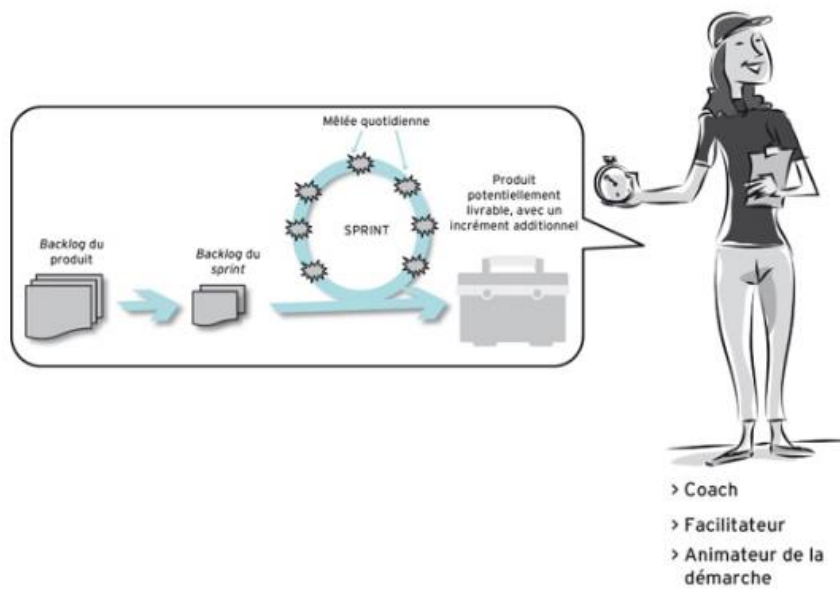 Mêlée quotidienne
Produit
potentiellement
livrable, avec un
incrément additionnel
SPRINT
Backlog du
produit
Backlog du
sprint
> Coach
> Facilitateur
> Animateur de la
démarche